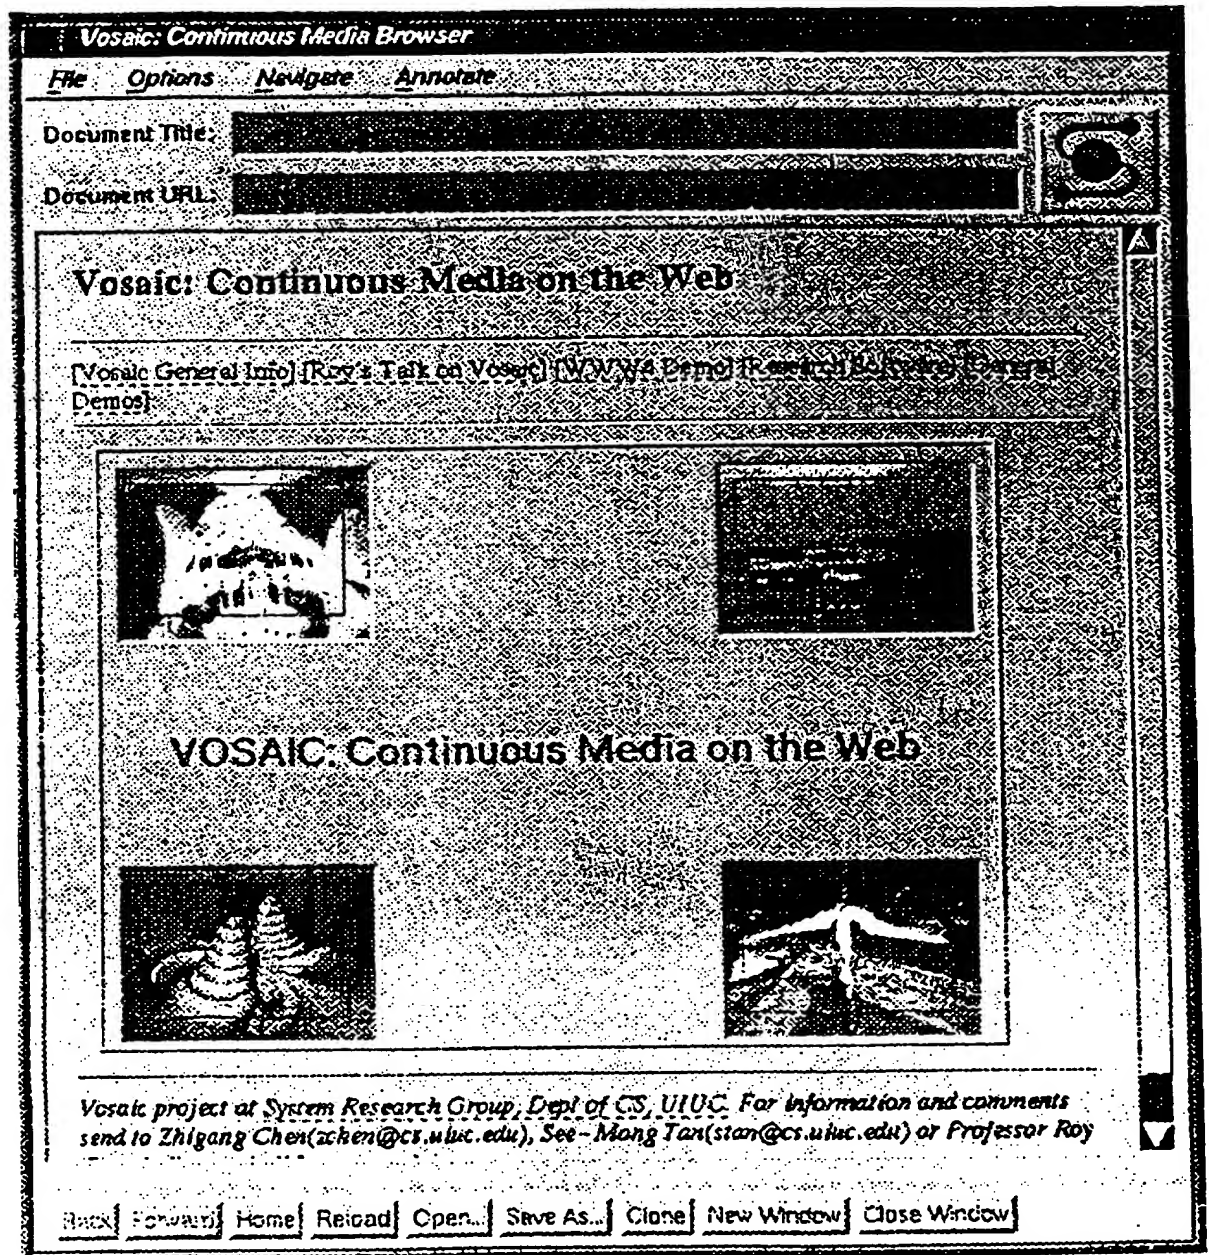 Vosaic: Continuous Media Browser
File Options Navigate Annotate
Document Title:
Document URL:
Vosaic: Continuous Media on the Web
[Vosaic General Info] [Roy's Talk on Vosaic] [WWW4 Demo] [Research Software] [General
Demos]
VOSAIC: Continuous Media on the Web
Vosaic project at System Research Group, Dept of CS, UIUC. For information and comments
send to Zhigang Chen(zchen@cs.uiuc.edu), See-Mong Tan(stan@cs.uiuc.edu) or Professor Roy
Back Forward Home Reload Open... Save As... Clone New Window Close Window